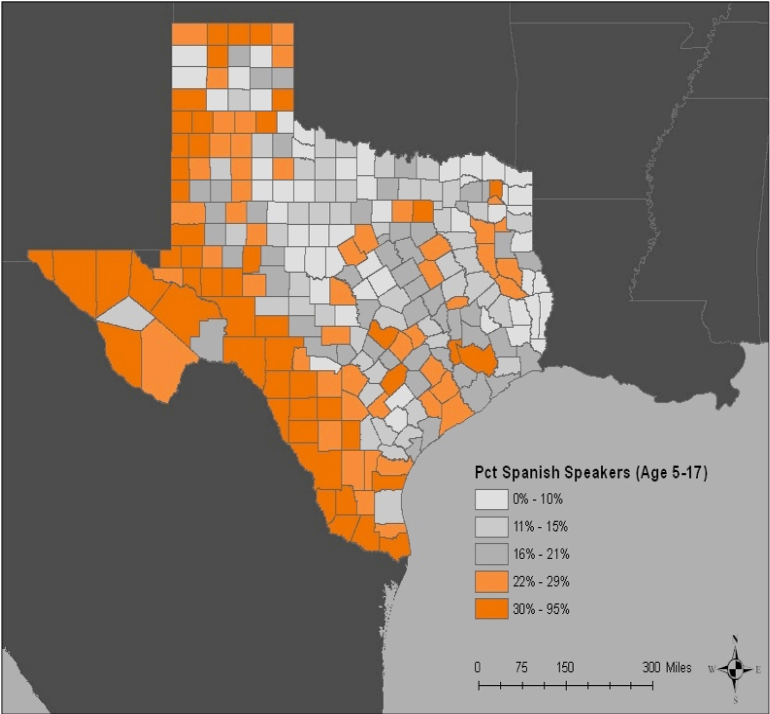 Pct Spanish Speakers (Age 5-17)
0% - 10%
11% - 15%
16% - 21%
22% - 29%
30% - 95%
0 75 150 300 Miles
N
W E
S